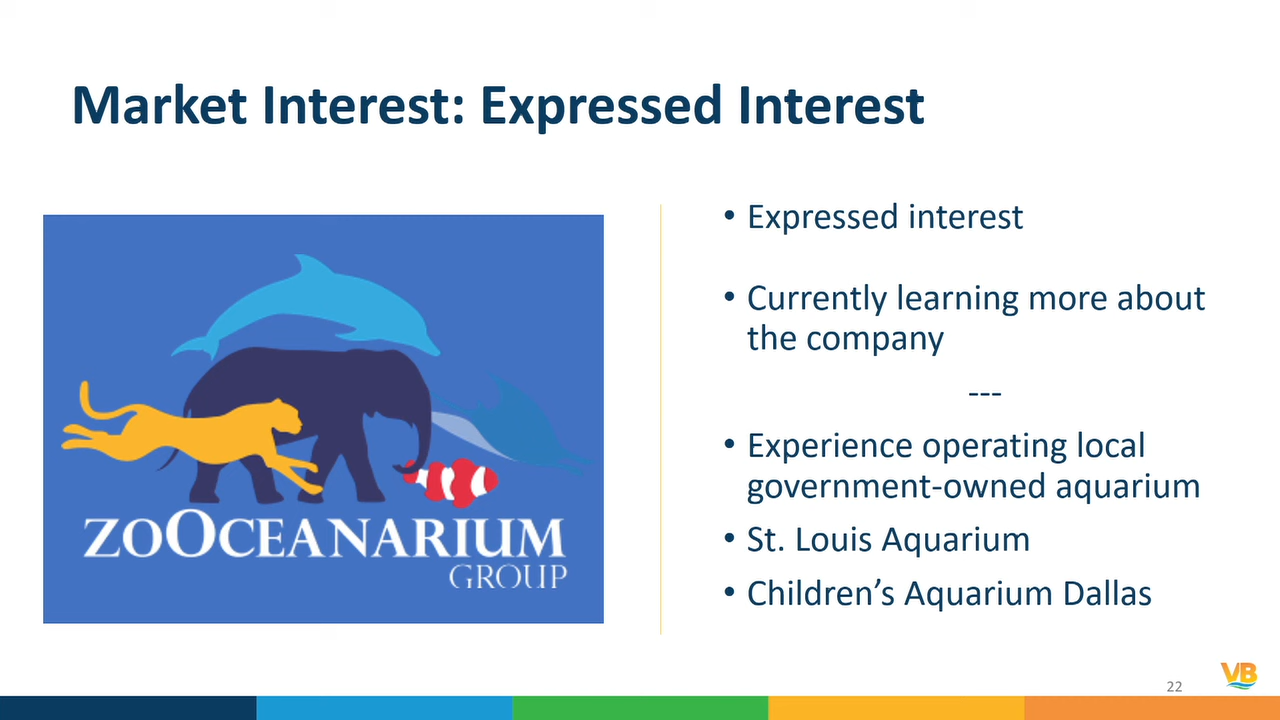 Market Interest: Expressed Interest
ZOOCEANARIUM
GROUP
• Expressed interest
• Currently learning more about
the company
---
• Experience operating local
government-owned aquarium
• St. Louis Aquarium
• Children’s Aquarium Dallas
22
VB